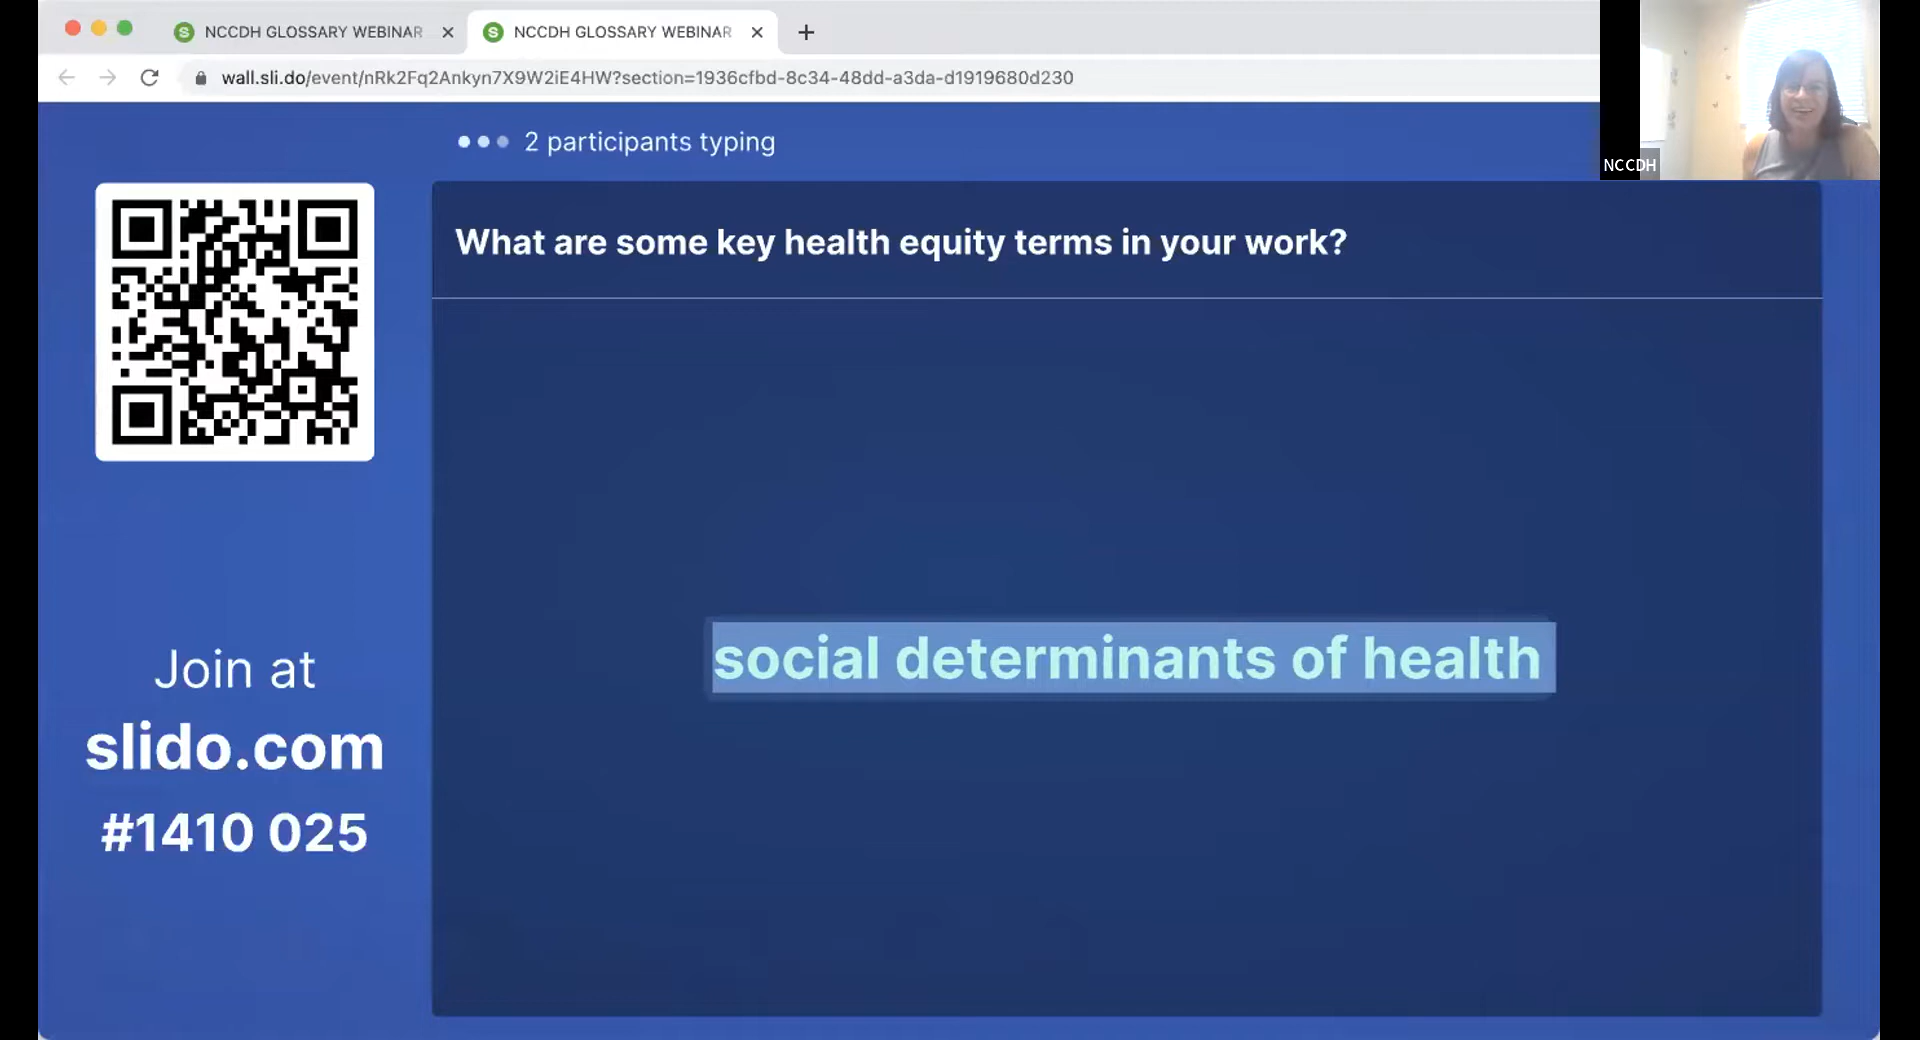 NCCDH GLOSSARY WEBINAR
NCCDH GLOSSARY WEBINAR
wall.sli.do/event/nRk2Fq2Ankyn7X9W2iE4HW?section=1936cfbd-8c34-48dd-a3da-d1919680d230
2 participants typing
NCCDH
What are some key health equity terms in your work?
social determinants of health
Join at
slido.com
#1410 025